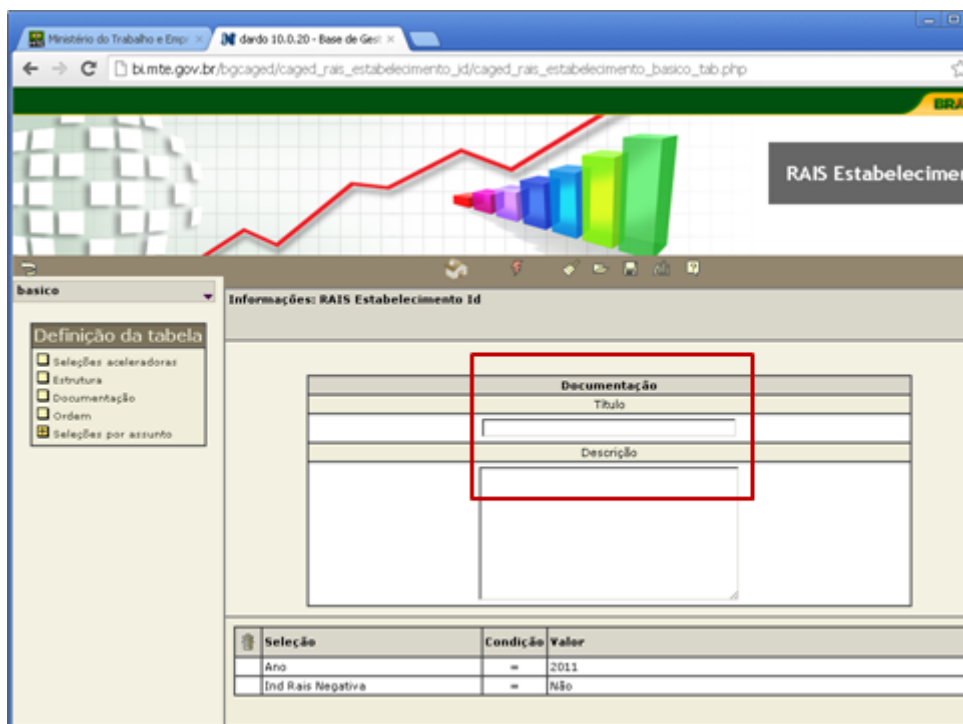 Ministério do Trabalho e Empr
dardo 10.0.20 - Base de Gest
bi.mte.gov.br/bgcaged/caged_rais_estabelecimento_id/caged_rais_estabelecimento_basico_tab.php
BRA
RAIS Estabelecimen
basico
Informações: RAIS Estabelecimento Id
Definição da tabela
Seleções aceleradoras
Estrutura
Documentação
Ordem
Seleções por assunto
Documentação
Título
Descrição
Seleção Condição Valor
Ano = 2011
Ind Rais Negativa = Não